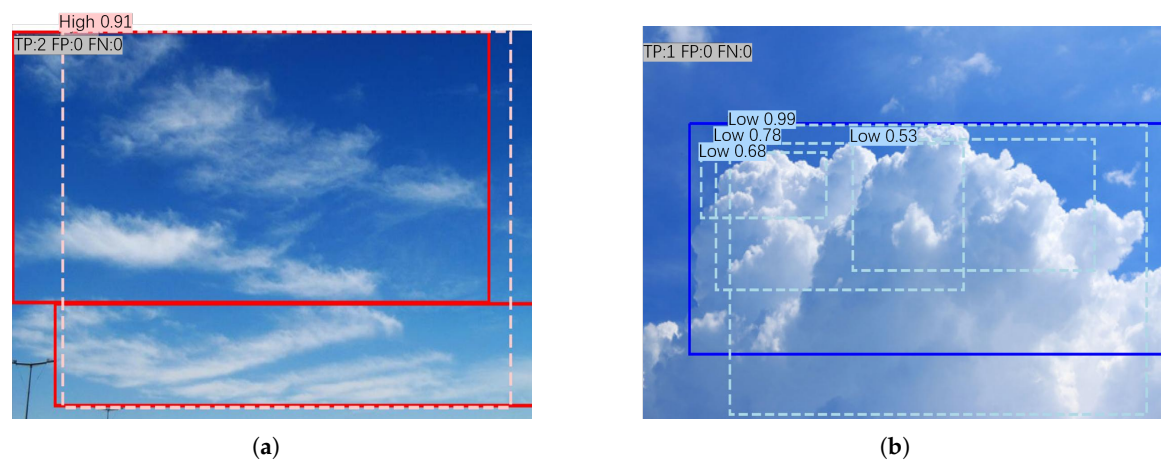 High 0.91
TP:2 FP:0 FN:0
(a)
TP:1 FP:0 FN:0
Low 0.99
Low 0.78
Low 0.53
Low 0.68
(b)